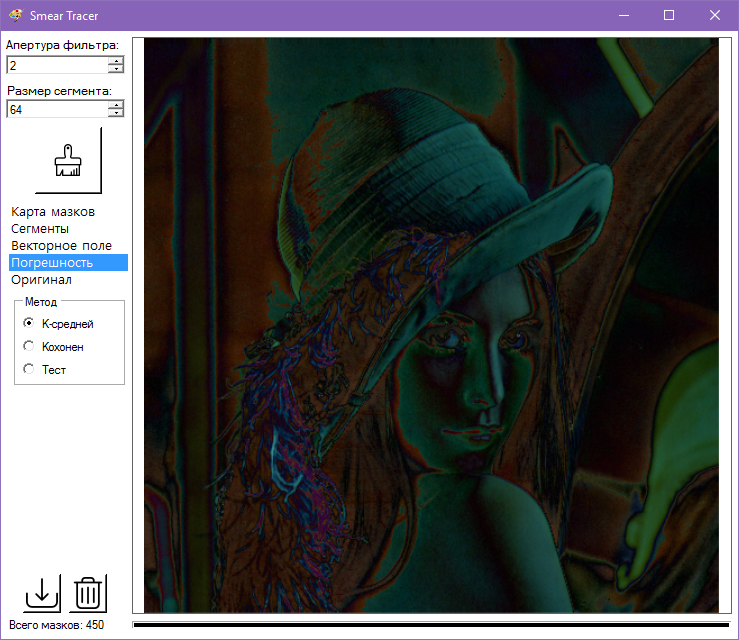 Smear Tracer
Апертура фильтра:
2
Размер сегмента:
64
Карта мазков
Сегменты
Векторное поле
Погрешность
Оригинал
Метод
К-средней
Кохонен
Тест
Всего мазков: 450